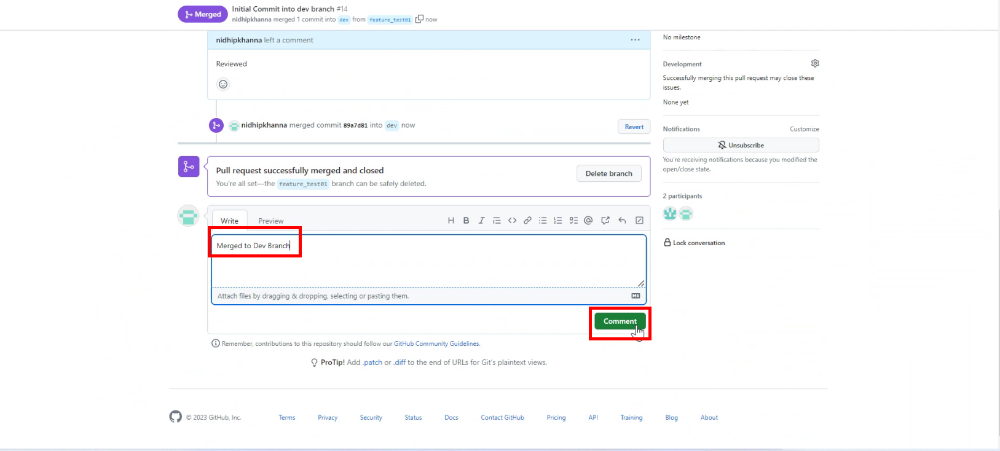 Merged
Initial Commit into dev branch #14
nidhipkhanna merged 1 commit into dev from feature_test01 now
nidhipkhanna left a comment
Reviewed
nidhipkhanna merged commit 89a7d81 into dev now
Revert
Pull request successfully merged and closed
You're all set—the feature_test01 branch can be safely deleted.
Delete branch
Write
Preview
Merged to Dev Branch
Attach files by dragging & dropping, selecting or pasting them.
Comment
Remember, contributions to this repository should follow our GitHub Community Guidelines.
ProTip! Add .patch or .diff to the end of URLs for Git's plaintext views.
No milestone
Development
Successfully merging this pull request may close these
issues.
None yet
Notifications
Customize
Unsubscribe
You're receiving notifications because you modified the
open/close state.
2 participants
Lock conversation
© 2023 GitHub, Inc.
Terms
Privacy
Security
Status
Docs
Contact GitHub
Pricing
API
Training
Blog
About